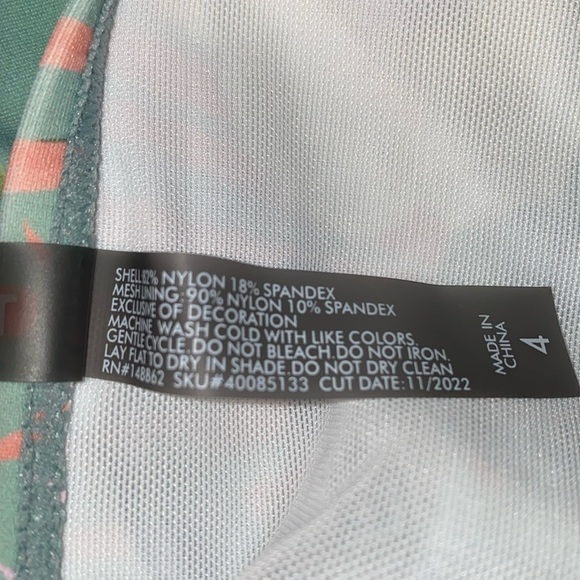 SHELL:82% NYLON 18% SPANDEX
MESH LINING: 90% NYLON 10% SPANDEX
EXCLUSIVE OF DECORATION
MACHINE WASH COLD WITH LIKE COLORS.
GENTLE CYCLE.DO NOT BLEACH.DO NOT IRON.
LAY FLAT TO DRY IN SHADE.DO NOT DRY CLEAN
RN#148862 SKU#40085133 CUT DATE:11/2022
MADE IN
CHINA
4